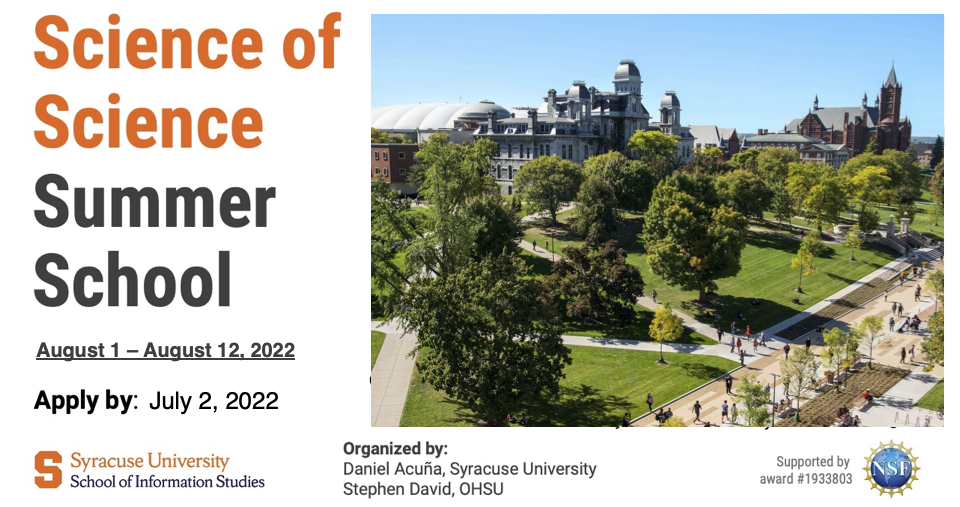 Science of
Science
Summer
School
August 1 – August 12, 2022
Apply by: July 2, 2022
S Syracuse University
School of Information Studies
Organized by:
Daniel Acuña, Syracuse University
Stephen David, OHSU
Supported by
award #1933803
NSF